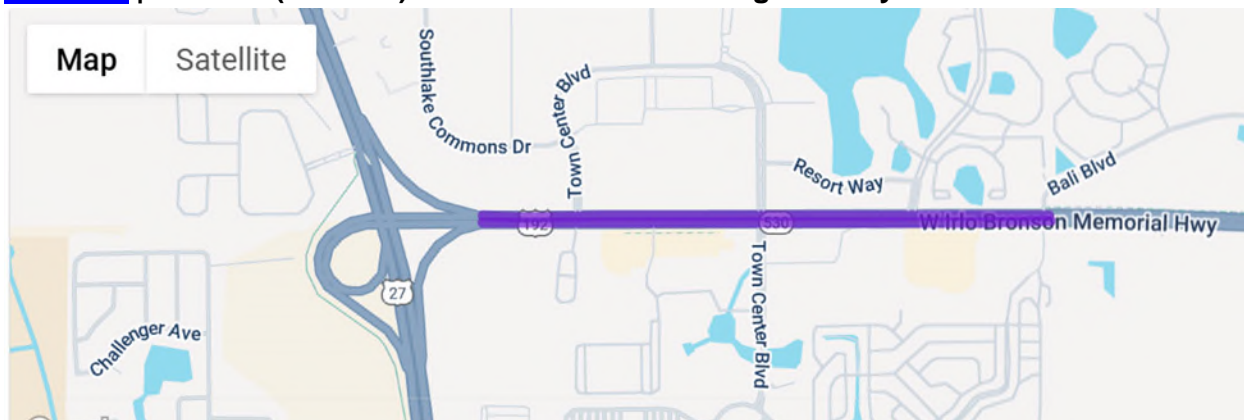 Map
Satellite
Southlake Commons Dr
Town Center Blvd
Resort Way
Bali Blvd
192
530
W Irlo Bronson Memorial Hwy
27
Town Center Blvd
Challenger Ave